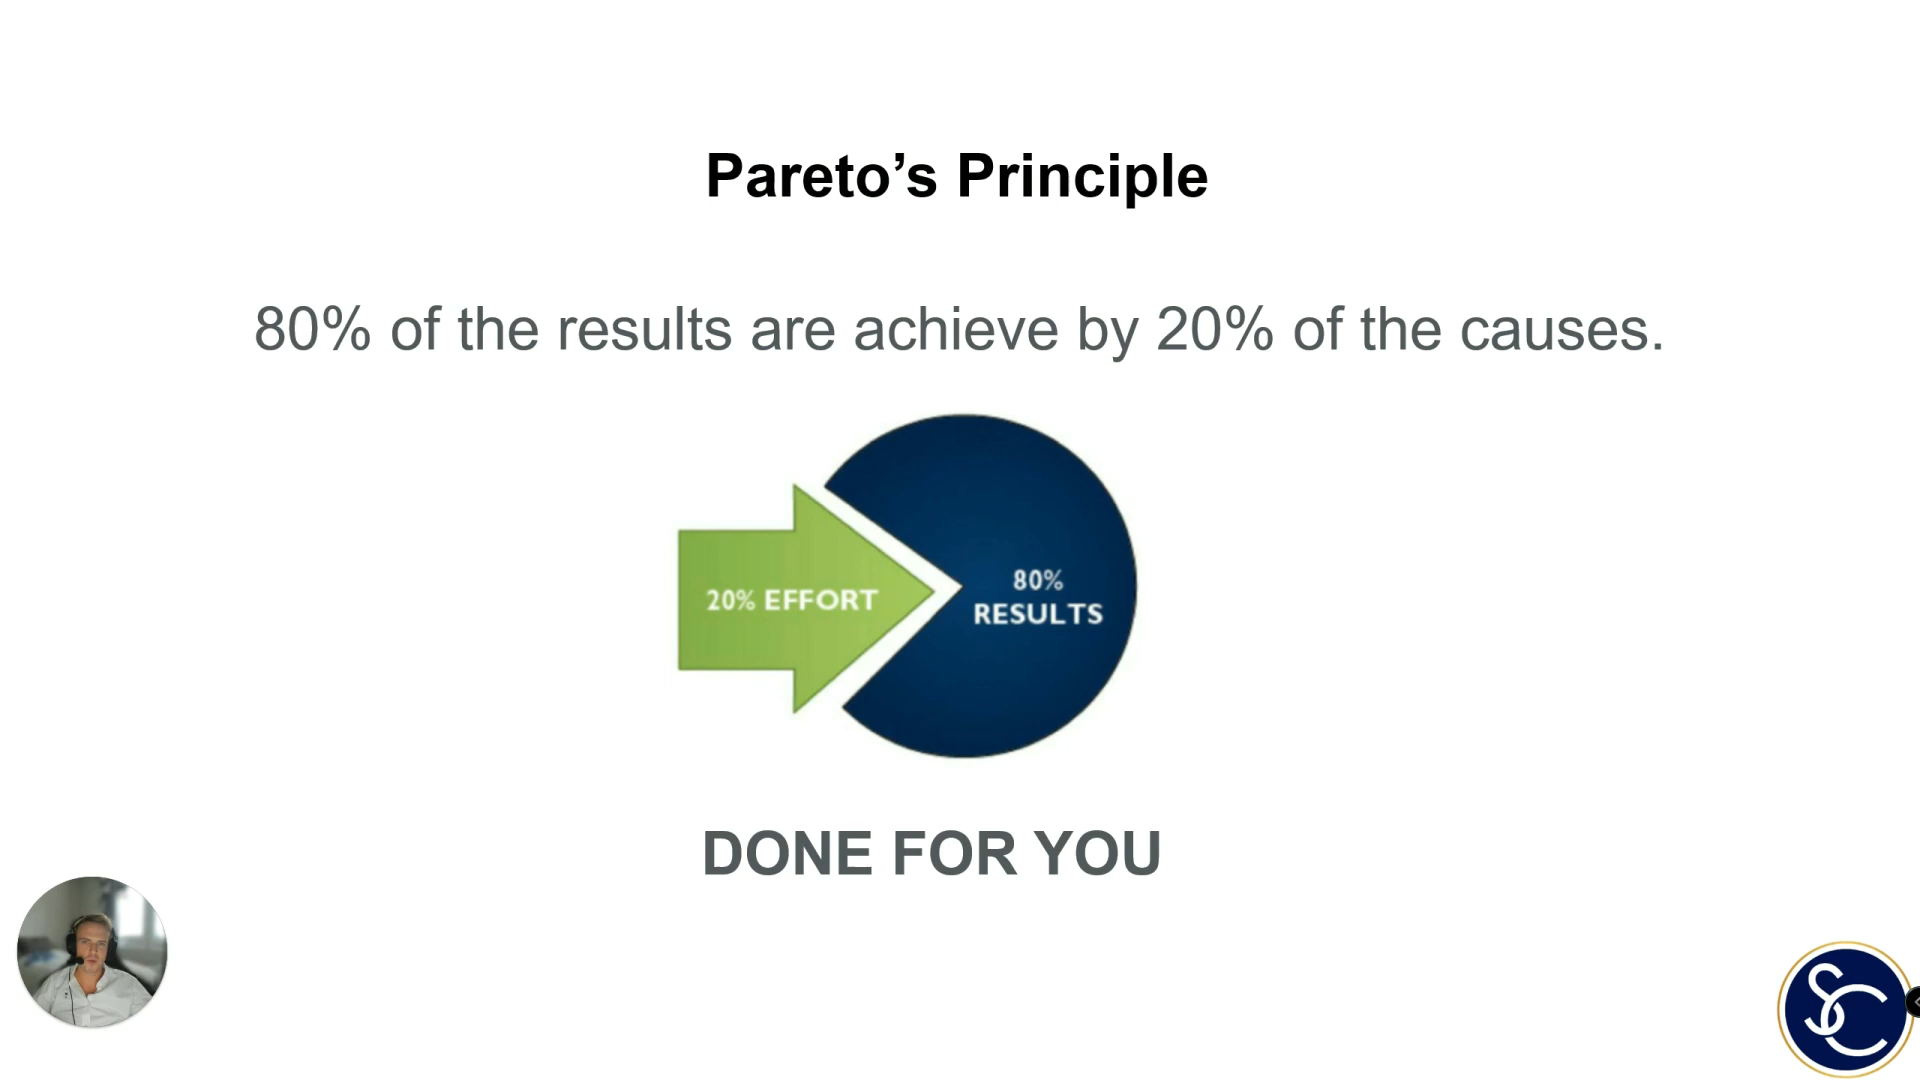 Pareto’s Principle
80% of the results are achieve by 20% of the causes.
20% EFFORT
80%
RESULTS
DONE FOR YOU
SC